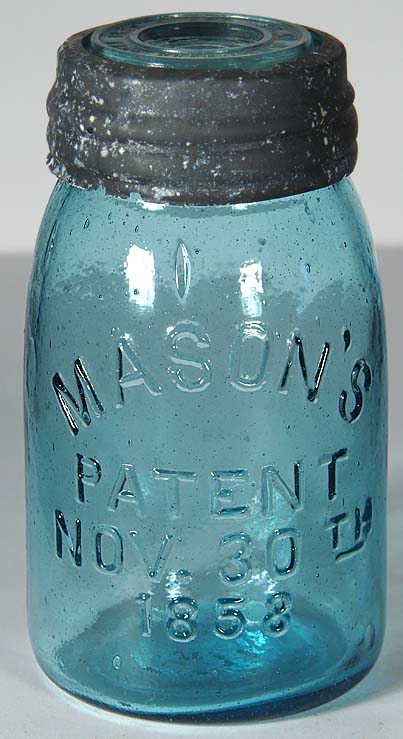 MASON'S
PATENT
NOV. 30TH
1858